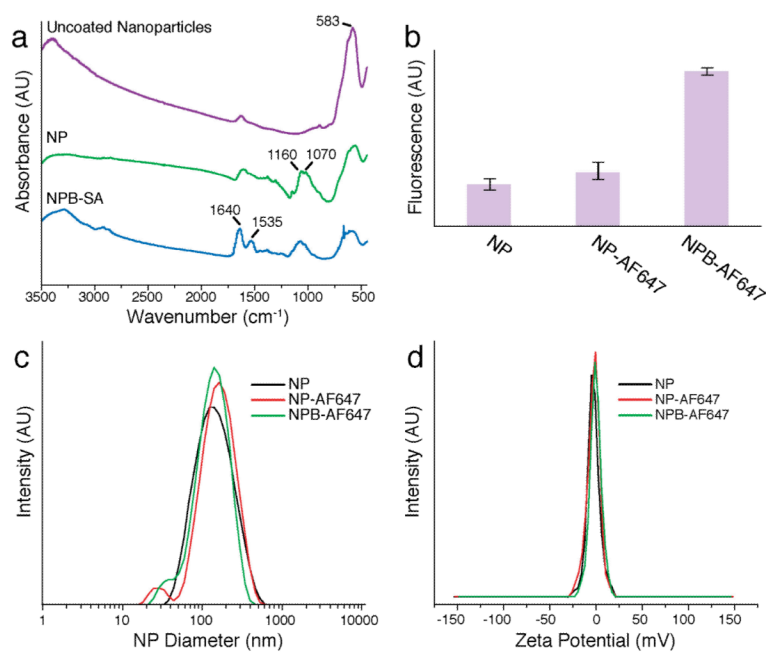 a
Uncoated Nanoparticles
583
NP
1160 1070
NPB-SA
1640
1535
Absorbance (AU)
3500 3000 2500 2000 1500 1000 500
Wavenumber (cm⁻¹)
b
Fluorescence (AU)
NP
NP-AF647
NPB-AF647
c
NP
NP-AF647
NPB-AF647
Intensity (AU)
1 10 100 1000 10000
NP Diameter (nm)
d
NP
NP-AF647
NPB-AF647
Intensity (AU)
-150 -100 -50 0 50 100 150
Zeta Potential (mV)